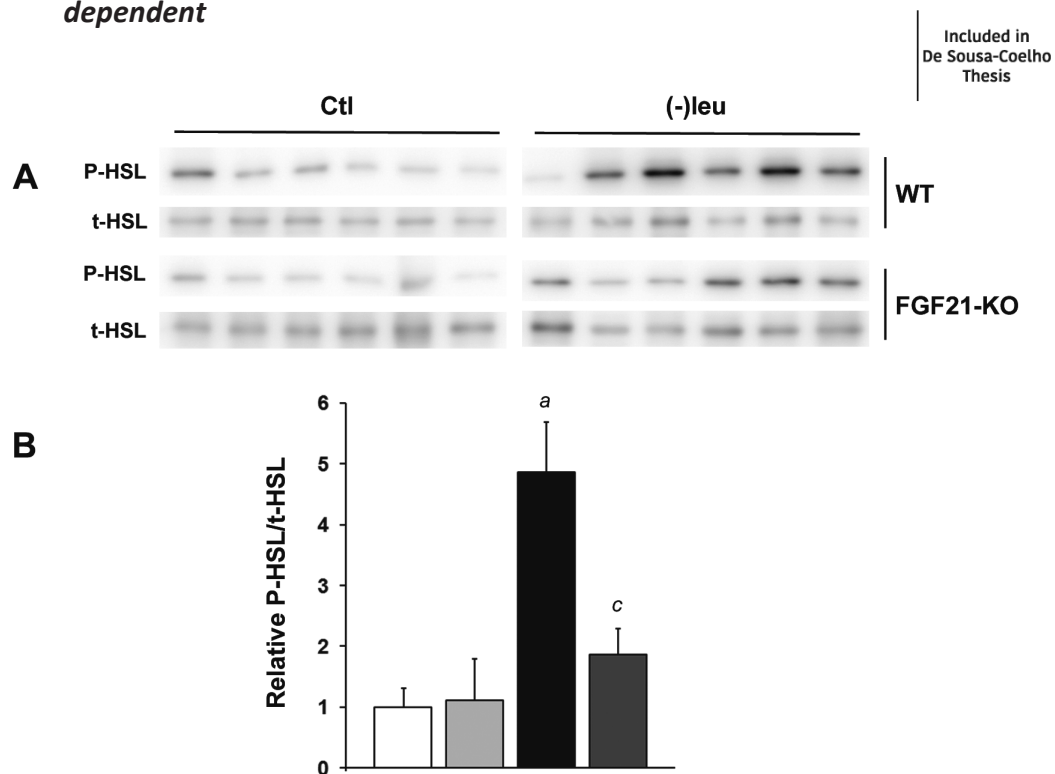 dependent
Included in
De Sousa-Coelho
Thesis
Ctl
(-)leu
A
P-HSL
t-HSL
WT
P-HSL
t-HSL
FGF21-KO
B
Relative P-HSL/t-HSL
6
5
4
3
2
1
0
a
c